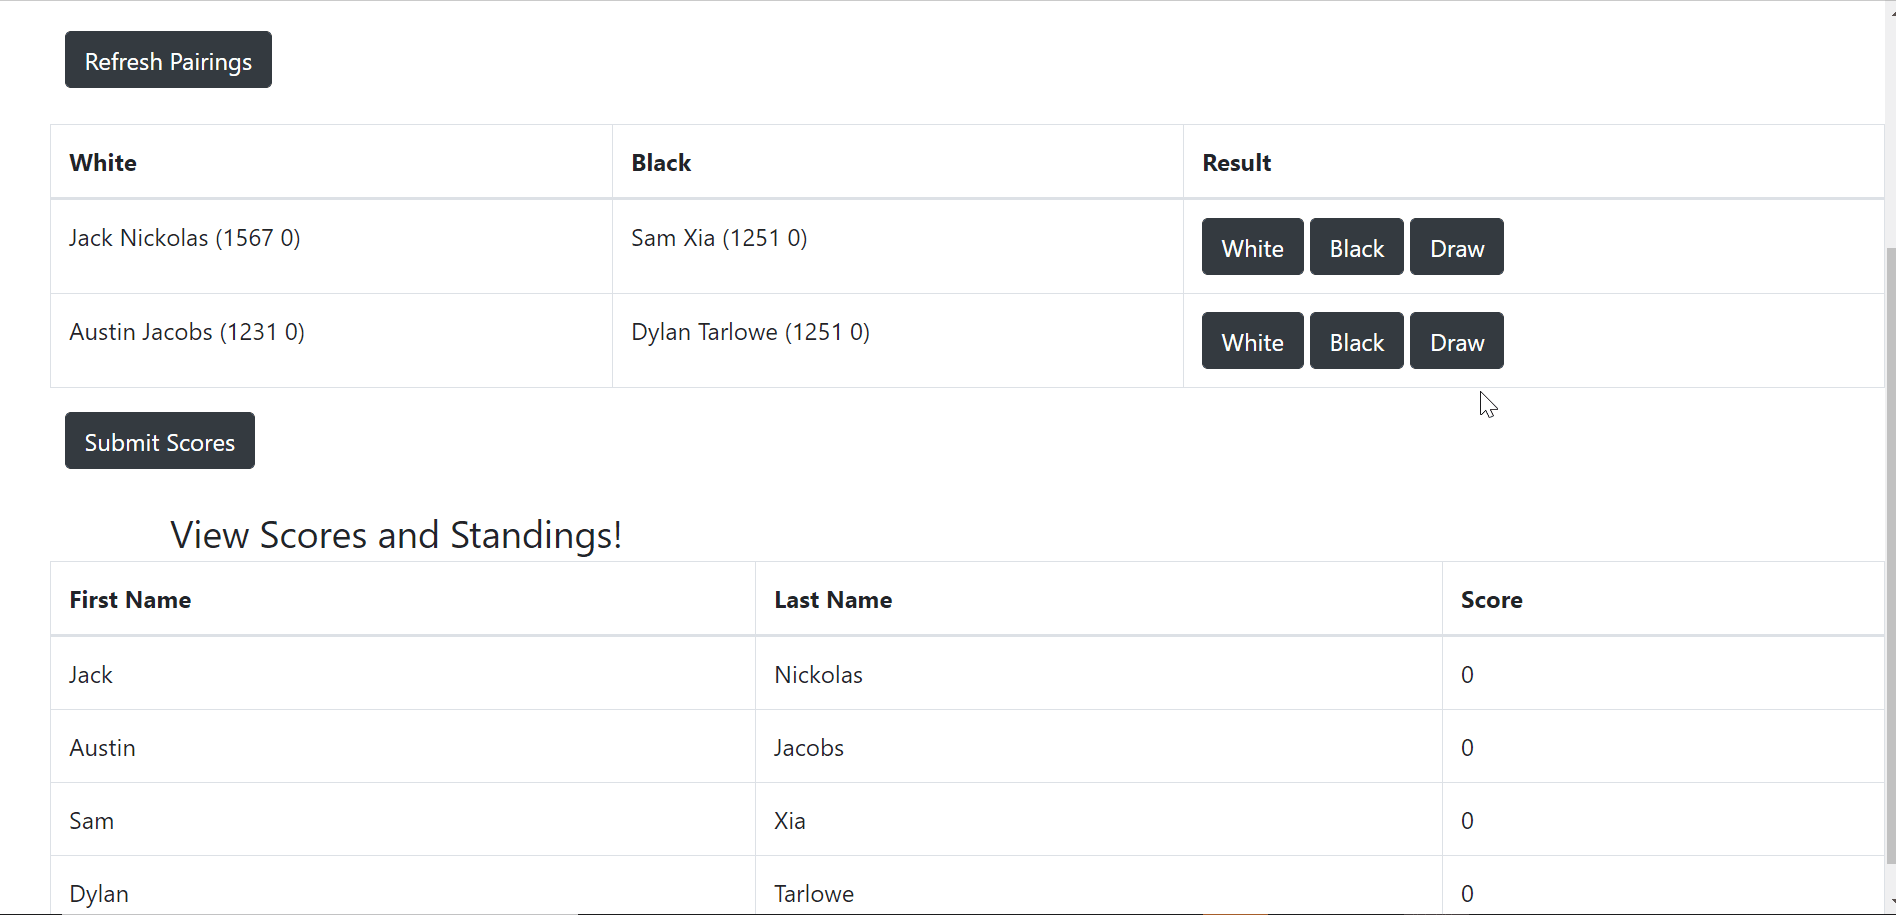 Refresh Pairings
White Black Result
Jack Nickolas (1567 0) Sam Xia (1251 0) White Black Draw
Austin Jacobs (1231 0) Dylan Tarlowe (1251 0) White Black Draw
Submit Scores
View Scores and Standings!
First Name Last Name Score
Jack Nickolas 0
Austin Jacobs 0
Sam Xia 0
Dylan Tarlowe 0